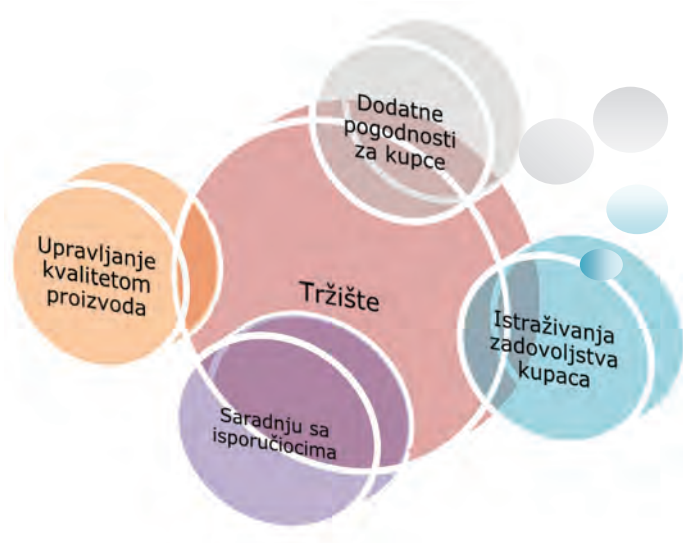 Dodatne
pogodnosti
za kupce
Upravljanje
kvalitetom
proizvoda
Tržište
Istraživanja
zadovoljstva
kupaca
Saradnju sa
isporučiocima